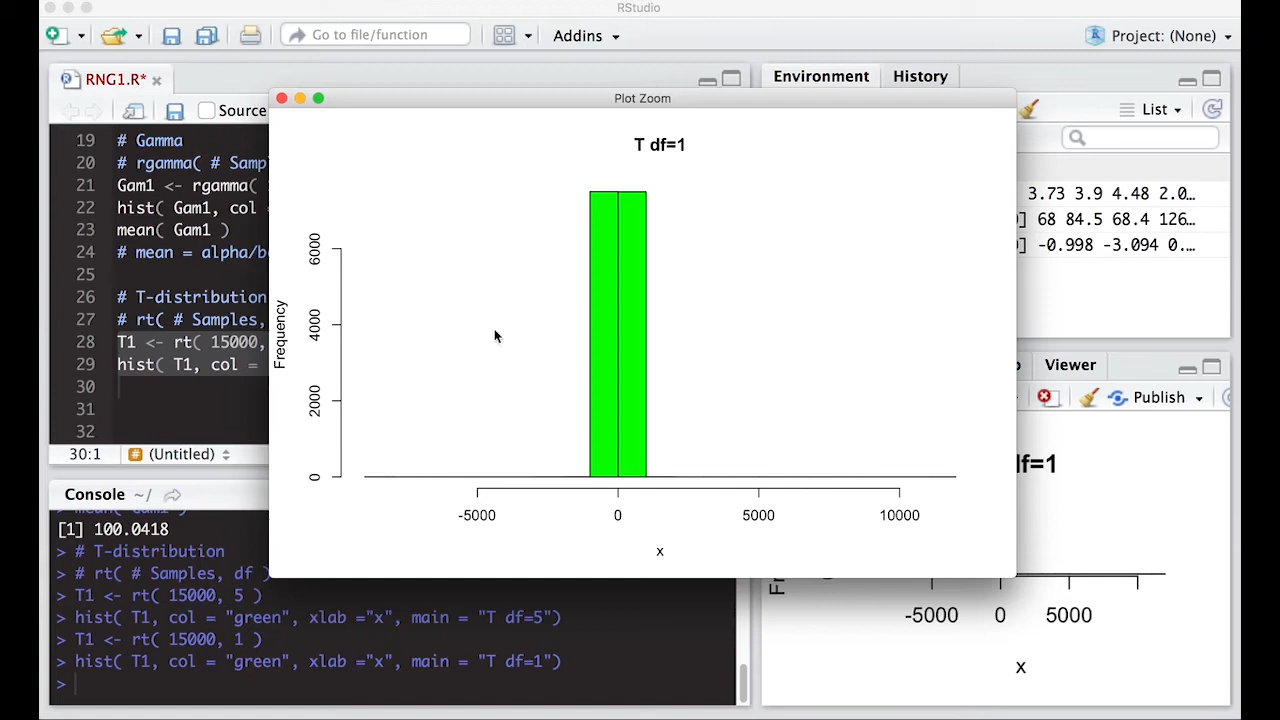 RStudio
Go to file/function
Addins
Project: (None)
RNG1.R*
Source
19 # Gamma
20 # rgamma( # Samp
21 Gam1 <- rgamma(
22 hist( Gam1, col
23 mean( Gam1 )
24 # mean = alpha/b
25
26 # T-distribution
27 # rt( # Samples,
28 T1 <- rt( 15000,
29 hist( T1, col =
30
31
32
30:1 (Untitled)
Console ~/
[1] 100.0418
> # T-distribution
> # rt( # Samples, df )
> T1 <- rt( 15000, 5 )
> hist( T1, col = "green", xlab ="x", main = "T df=5")
> T1 <- rt( 15000, 1 )
> hist( T1, col = "green", xlab ="x", main = "T df=1")
>
Plot Zoom
T df=1
Frequency
6000
4000
2000
0
-5000 0 5000 10000
x
Environment History
List
3.73 3.9 4.48 2.0…
68 84.5 68.4 126…
-0.998 -3.094 0.…
Viewer
Publish
df=1
-5000 0 5000
x